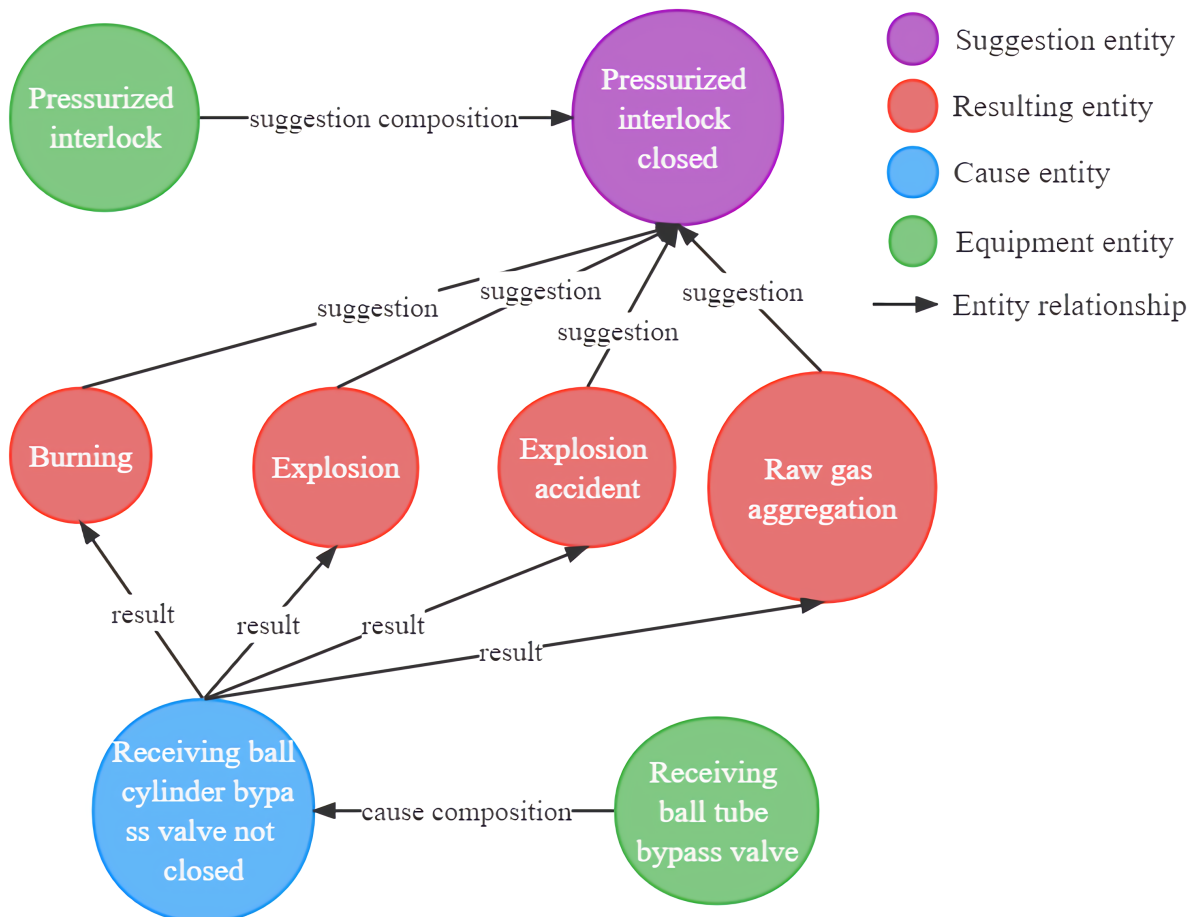 Pressurized
interlock
suggestion composition
Pressurized
interlock
closed
Suggestion entity
Resulting entity
Cause entity
Equipment entity
Entity relationship
suggestion
suggestion
suggestion
suggestion
Burning
Explosion
Explosion
accident
Raw gas
aggregation
result
result
result
result
Receiving ball
cylinder bypa
ss valve not
closed
cause composition
Receiving
ball tube
bypass valve